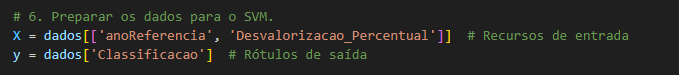 # 6. Preparar os dados para o SVM.
X = dados[['anoReferencia', 'Desvalorizacao_Percentual']]  # Recursos de entrada
y = dados['Classificacao']  # Rótulos de saída